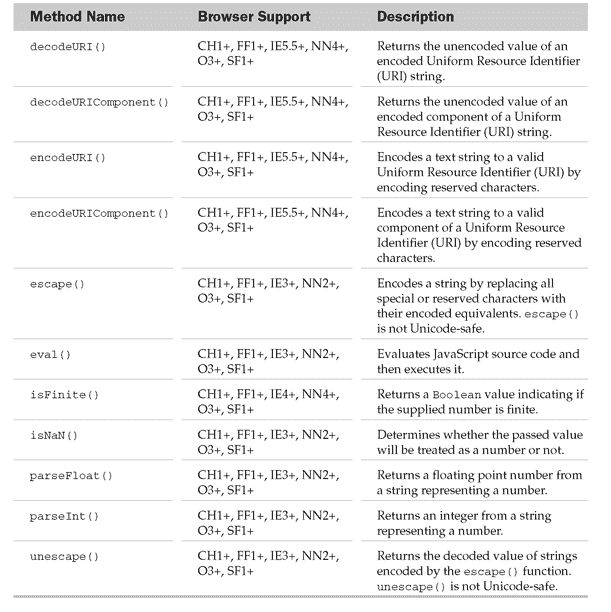 Method Name Browser Support Description
decodeURI() CH1+, FF1+, IE5.5+, NN4+, Returns the unencoded value of an
O3+, SF1+ encoded Uniform Resource Identifier
(URI) string.
decodeURIComponent() CH1+, FF1+, IE5.5+, NN4+, Returns the unencoded value of an
O3+, SF1+ encoded component of a Uniform
Resource Identifier (URI) string.
encodeURI() CH1+, FF1+, IE5.5+, NN4+, Encodes a text string to a valid
O3+, SF1+ Uniform Resource Identifier (URI) by
encoding reserved characters.
encodeURIComponent() CH1+, FF1+, IE5.5+, NN4+, Encodes a text string to a valid
O3+, SF1+ component of a Uniform Resource
Identifier (URI) by encoding reserved
characters.
escape() CH1+, FF1+, IE3+, NN2+, Encodes a string by replacing all
O3+, SF1+ special or reserved characters with
their encoded equivalents. escape()
is not Unicode-safe.
eval() CH1+, FF1+, IE3+, NN2+, Evaluates JavaScript source code and
O3+, SF1+ then executes it.
isFinite() CH1+, FF1+, IE4+, NN4+, Returns a Boolean value indicating if
O3+, SF1+ the supplied number is finite.
isNaN() CH1+, FF1+, IE3+, NN2+, Determines whether the passed value
O3+, SF1+ will be treated as a number or not.
parseFloat() CH1+, FF1+, IE3+, NN2+, Returns a floating point number from
O3+, SF1+ a string representing a number.
parseInt() CH1+, FF1+, IE3+, NN2+, Returns an integer from a string
O3+, SF1+ representing a number.
unescape() CH1+, FF1+, IE3+, NN2+, Returns the decoded value of strings
O3+, SF1+ encoded by the escape() function.
unescape() is not Unicode-safe.